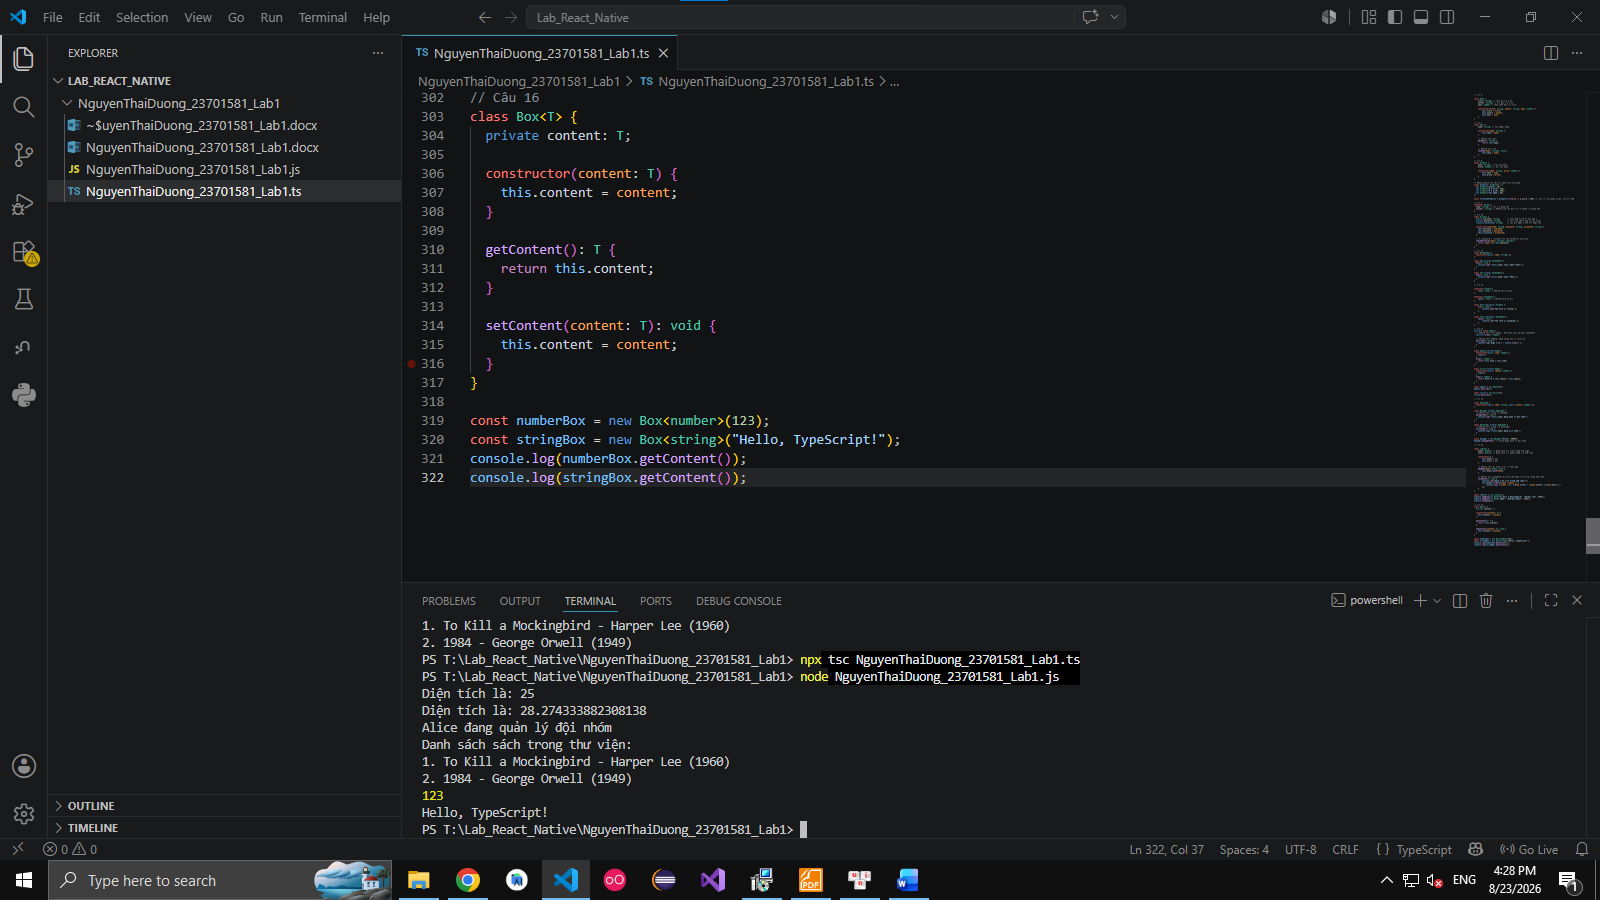 File Edit Selection View Go Run Terminal Help
Lab_React_Native
EXPLORER
LAB_REACT_NATIVE
NguyenThaiDuong_23701581_Lab1
~$uyenThaiDuong_23701581_Lab1.docx
NguyenThaiDuong_23701581_Lab1.docx
JS NguyenThaiDuong_23701581_Lab1.js
TS NguyenThaiDuong_23701581_Lab1.ts
OUTLINE
TIMELINE
TS NguyenThaiDuong_23701581_Lab1.ts
NguyenThaiDuong_23701581_Lab1 > TS NguyenThaiDuong_23701581_Lab1.ts > ...
302 // Câu 16
303 class Box<T> {
304 private content: T;
305
306 constructor(content: T) {
307 this.content = content;
308 }
309
310 getContent(): T {
311 return this.content;
312 }
313
314 setContent(content: T): void {
315 this.content = content;
316 }
317 }
318
319 const numberBox = new Box<number>(123);
320 const stringBox = new Box<string>("Hello, TypeScript!");
321 console.log(numberBox.getContent());
322 console.log(stringBox.getContent());
PROBLEMS OUTPUT TERMINAL PORTS DEBUG CONSOLE
powershell
1. To Kill a Mockingbird - Harper Lee (1960)
2. 1984 - George Orwell (1949)
PS T:\Lab_React_Native\NguyenThaiDuong_23701581_Lab1> npx tsc NguyenThaiDuong_23701581_Lab1.ts
PS T:\Lab_React_Native\NguyenThaiDuong_23701581_Lab1> node NguyenThaiDuong_23701581_Lab1.js
Diện tích là: 25
Diện tích là: 28.274333882308138
Alice đang quản lý đội nhóm
Danh sách sách trong thư viện:
1. To Kill a Mockingbird - Harper Lee (1960)
2. 1984 - George Orwell (1949)
123
Hello, TypeScript!
PS T:\Lab_React_Native\NguyenThaiDuong_23701581_Lab1>
0 0
Ln 322, Col 37 Spaces: 4 UTF-8 CRLF { } TypeScript Go Live
Type here to search
ENG
4:28 PM
8/23/2026
1